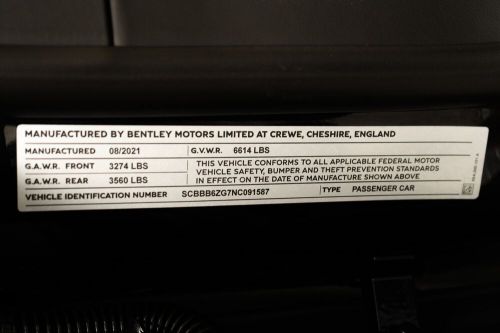 MANUFACTURED BY BENTLEY MOTORS LIMITED AT CREWE, CHESHIRE, ENGLAND
MANUFACTURED 08/2021 G.V.W.R. 6614 LBS
G.A.W.R. FRONT 3274 LBS
G.A.W.R. REAR 3560 LBS
THIS VEHICLE CONFORMS TO ALL APPLICABLE FEDERAL MOTOR
VEHICLE SAFETY, BUMPER AND THEFT PREVENTION STANDARDS
IN EFFECT ON THE DATE OF MANUFACTURE SHOWN ABOVE
VEHICLE IDENTIFICATION NUMBER SCBBB6ZG7NC091587 TYPE PASSENGER CAR